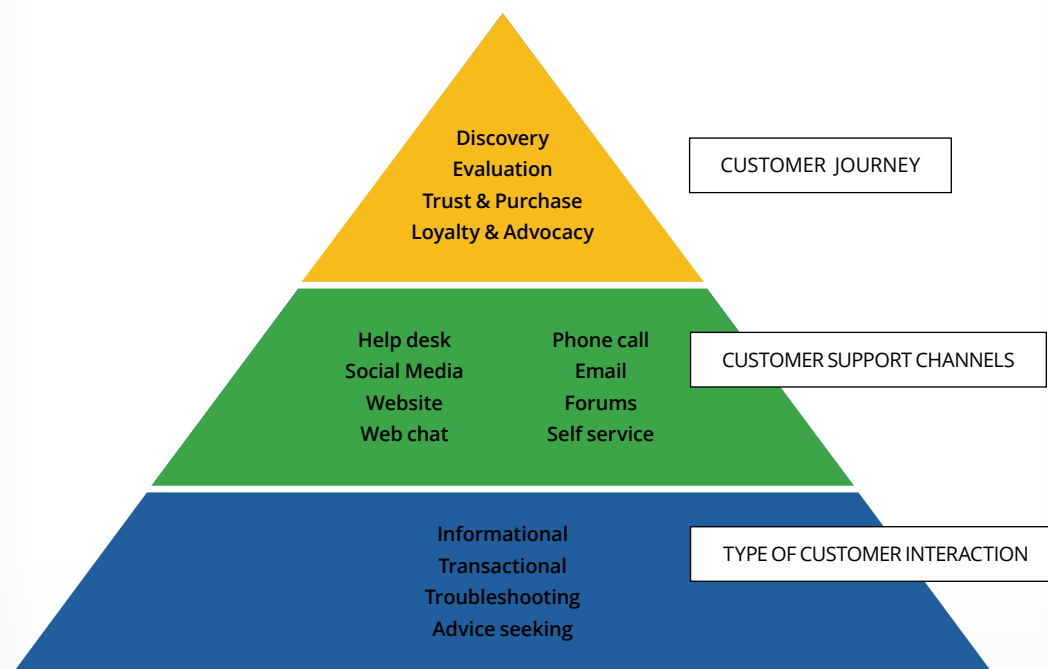 Discovery
Evaluation
Trust & Purchase
Loyalty & Advocacy
CUSTOMER JOURNEY
Help desk
Social Media
Website
Web chat
Phone call
Email
Forums
Self service
CUSTOMER SUPPORT CHANNELS
Informational
Transactional
Troubleshooting
Advice seeking
TYPE OF CUSTOMER INTERACTION